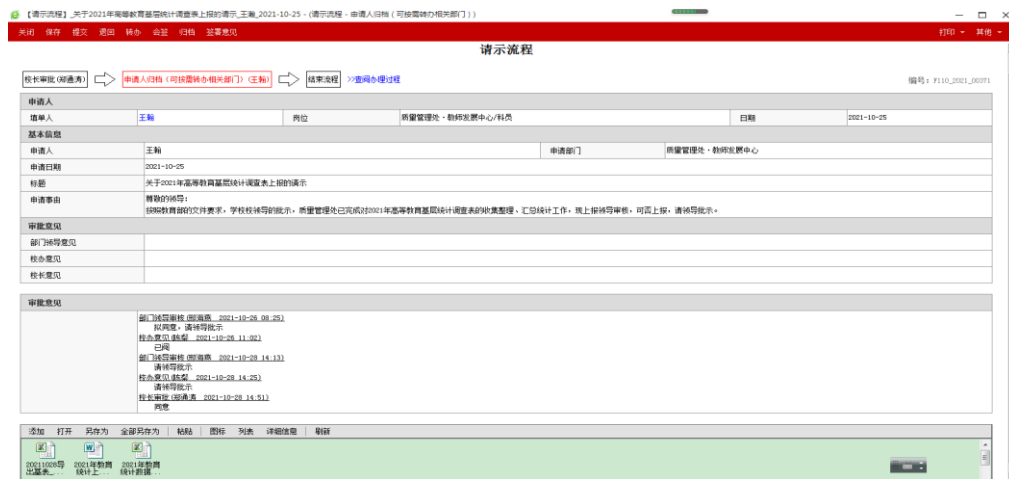 【请示流程】_关于2021年高等教育基层统计调查表上报的请示_王瀚_2021-10-25 - (请示流程 - 申请人归档（可按需转办相关部门）)
关闭 保存 提交 退回 转办 会签 归档 签署意见 打印 其他
请示流程
校长审批(郑通涛) 申请人归档（可按需转办相关部门）(王瀚) 结束流程 >>查阅办理过程 编号：F110_2021_00371
申请人
填单人 王瀚 岗位 质量管理处・教师发展中心/科员 日期 2021-10-25
基本信息
申请人 王瀚 申请部门 质量管理处・教师发展中心
申请日期 2021-10-25
标题 关于2021年高等教育基层统计调查表上报的请示
申请事由 尊敬的领导：
按照教育部的文件要求，学校校领导的批示，质量管理处已完成对2021年高等教育基层统计调查表的收集整理、汇总统计工作，现上报领导审核，可否上报，请领导批示。
审批意见
部门领导意见
校办意见
校长意见
审批意见
部门领导审核 2021-10-26 08:25)
拟同意，请领导批示
校办意见 2021-10-26 11:02)
已阅
部门领导审核 2021-10-28 14:13)
请领导批示
校办意见 2021-10-28 14:25)
请领导批示
校长审批(郑通涛 2021-10-28 14:51)
同意
添加 打开 另存为 全部另存为 粘贴 图标 列表 详细信息 刷新
20211028导出基表_... 2021年教育统计上... 2021年教育统计数据...